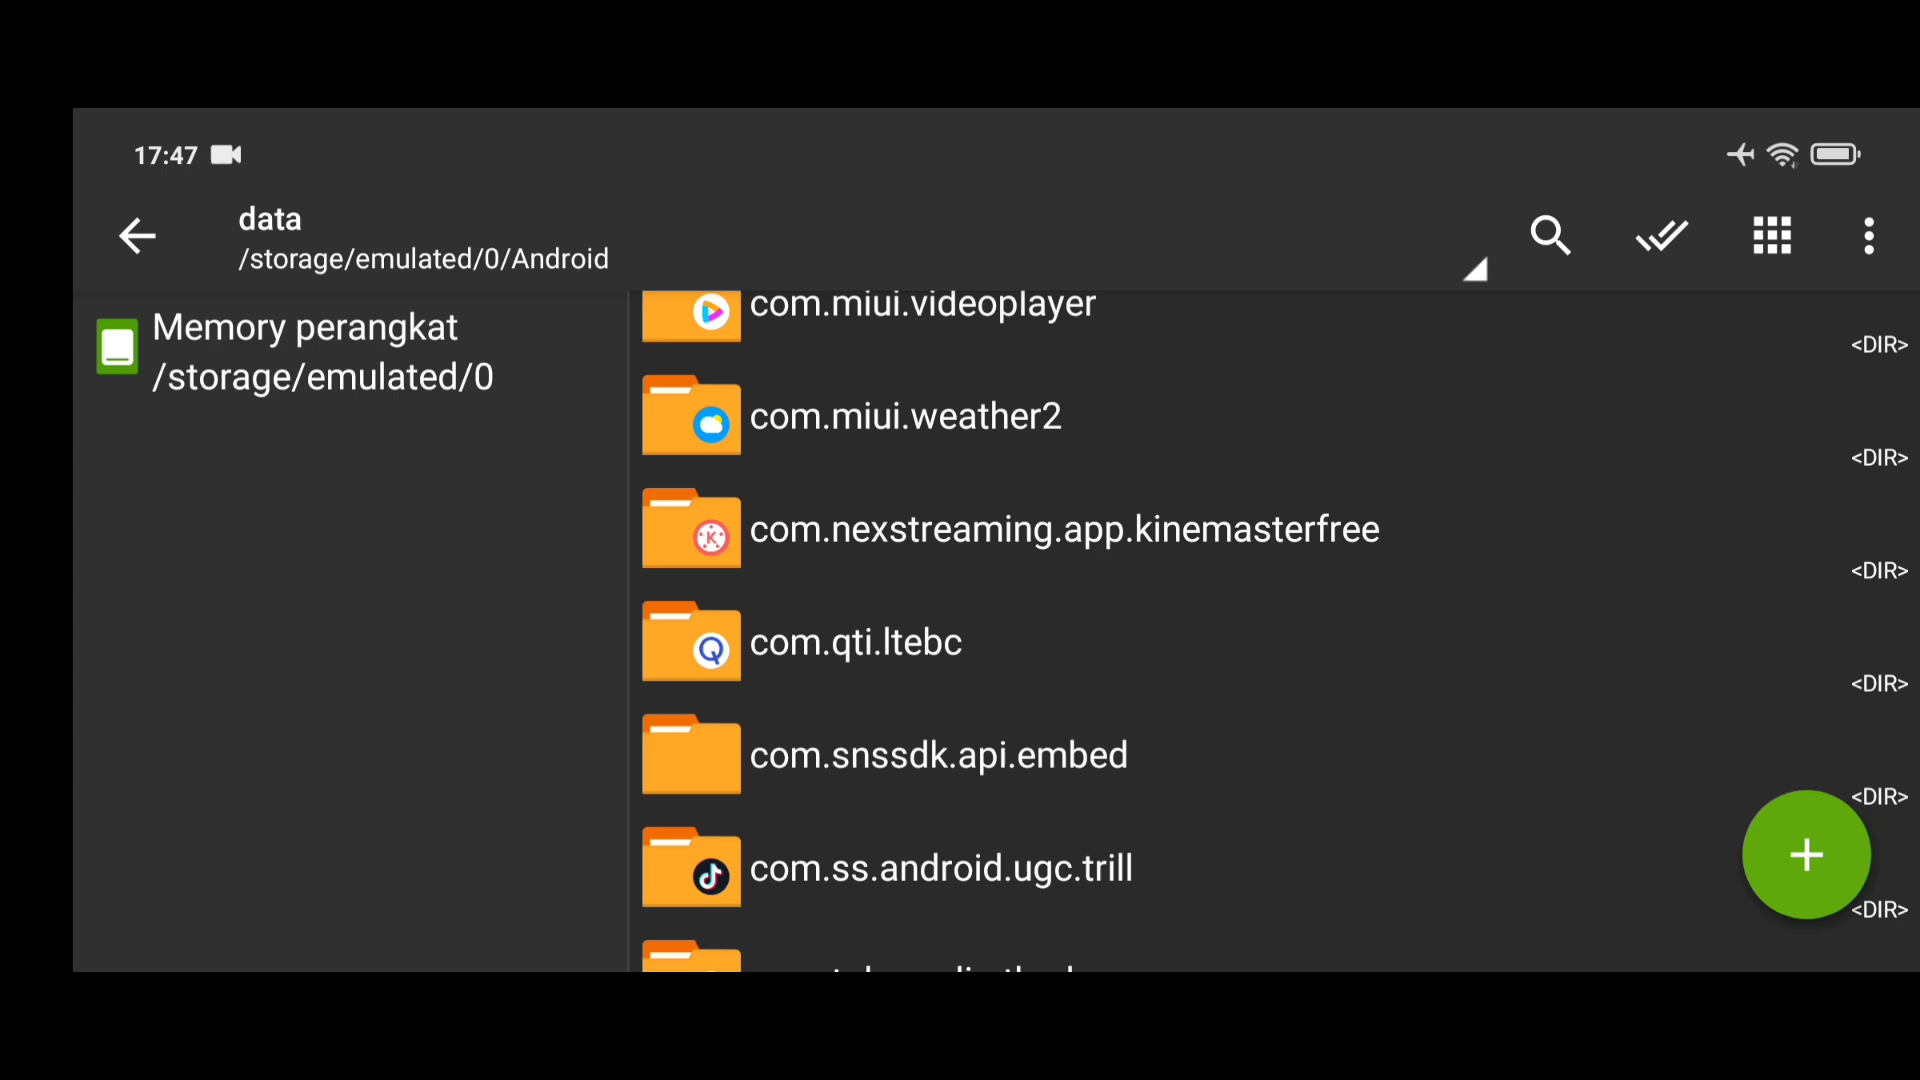 17:47
data
/storage/emulated/0/Android
Memory perangkat
/storage/emulated/0
com.miui.videoplayer
<DIR>
com.miui.weather2
<DIR>
com.nexstreaming.app.kinemasterfree
<DIR>
com.qti.ltebc
<DIR>
com.snssdk.api.embed
<DIR>
com.ss.android.ugc.trill
<DIR>